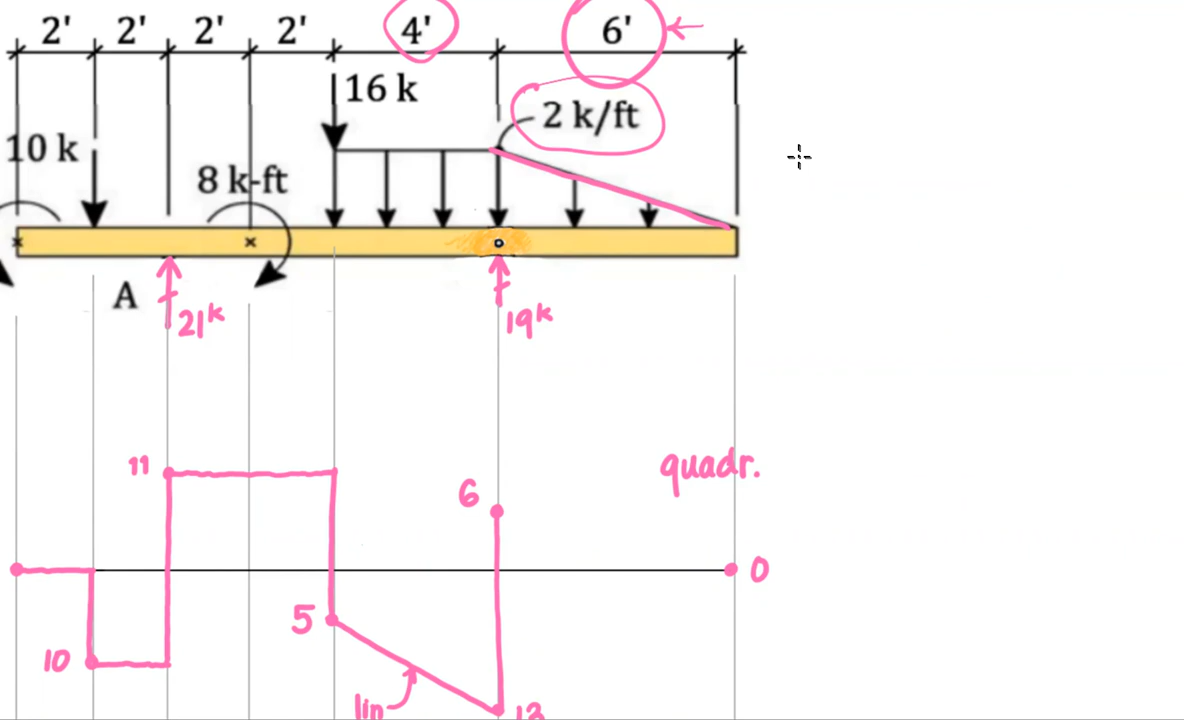 2' 2' 2' 2' 4' 6'
16 k
2 k/ft
10 k
8 k-ft
A
21k
19k
11
quadr.
6
0
5
10
lin
13